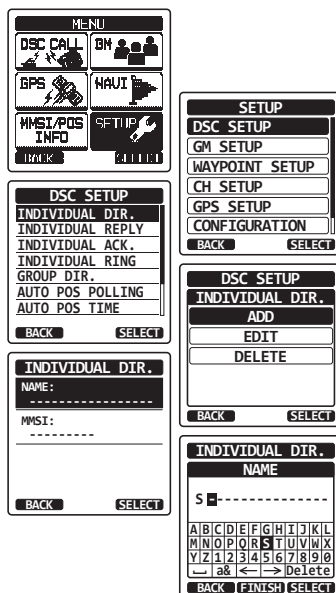 MENU
DSC CALL GM
GPS NAVI
MMSI/POS INFO SETUP
BACK SELECT
SETUP
DSC SETUP
GM SETUP
WAYPOINT SETUP
CH SETUP
GPS SETUP
CONFIGURATION
BACK SELECT
DSC SETUP
INDIVIDUAL DIR.
INDIVIDUAL REPLY
INDIVIDUAL ACK.
INDIVIDUAL RING
GROUP DIR.
AUTO POS POLLING
AUTO POS TIME
BACK SELECT
DSC SETUP
INDIVIDUAL DIR.
ADD
EDIT
DELETE
BACK SELECT
INDIVIDUAL DIR.
NAME:
----------------
MMSI:
---------
BACK SELECT
INDIVIDUAL DIR.
NAME
S---------------
A B C D E F G H I J K L
M N O P Q R S T U V W X
Y Z 1 2 3 4 5 6 7 8 9 0
⎵ a& ← → Delete
BACK FINISH SELECT